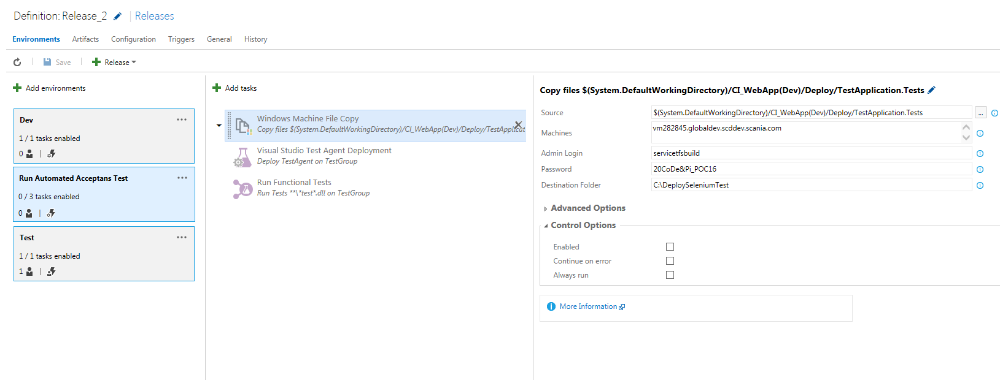 Definition: Release_2 | Releases
Environments Artifacts Configuration Triggers General History
Save Release
Add environments
Dev
1 / 1 tasks enabled
0
Run Automated Acceptans Test
0 / 3 tasks enabled
0
Test
1 / 1 tasks enabled
1
Add tasks
Windows Machine File Copy
Copy files $(System.DefaultWorkingDirectory)/CI_WebApp(Dev)/Deploy/TestApplicat
Visual Studio Test Agent Deployment
Deploy TestAgent on TestGroup
Run Functional Tests
Run Tests **\*test*.dll on TestGroup
Copy files $(System.DefaultWorkingDirectory)/CI_WebApp(Dev)/Deploy/TestApplication.Tests
Source $(System.DefaultWorkingDirectory)/CI_WebApp(Dev)/Deploy/TestApplication.Tests ...
Machines vm282845.globaldev.scddev.scania.com
Admin Login servicetfsbuild
Password 20CoDe&Pi_POC16
Destination Folder C:\DeploySeleniumTest
Advanced Options
Control Options
Enabled
Continue on error
Always run
More Information